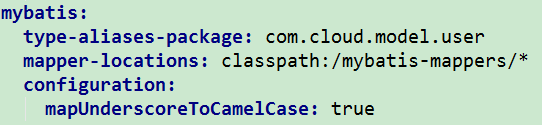 mybatis:
  type-aliases-package: com.cloud.model.user
  mapper-locations: classpath:/mybatis-mappers/*
  configuration:
    mapUnderscoreToCamelCase: true